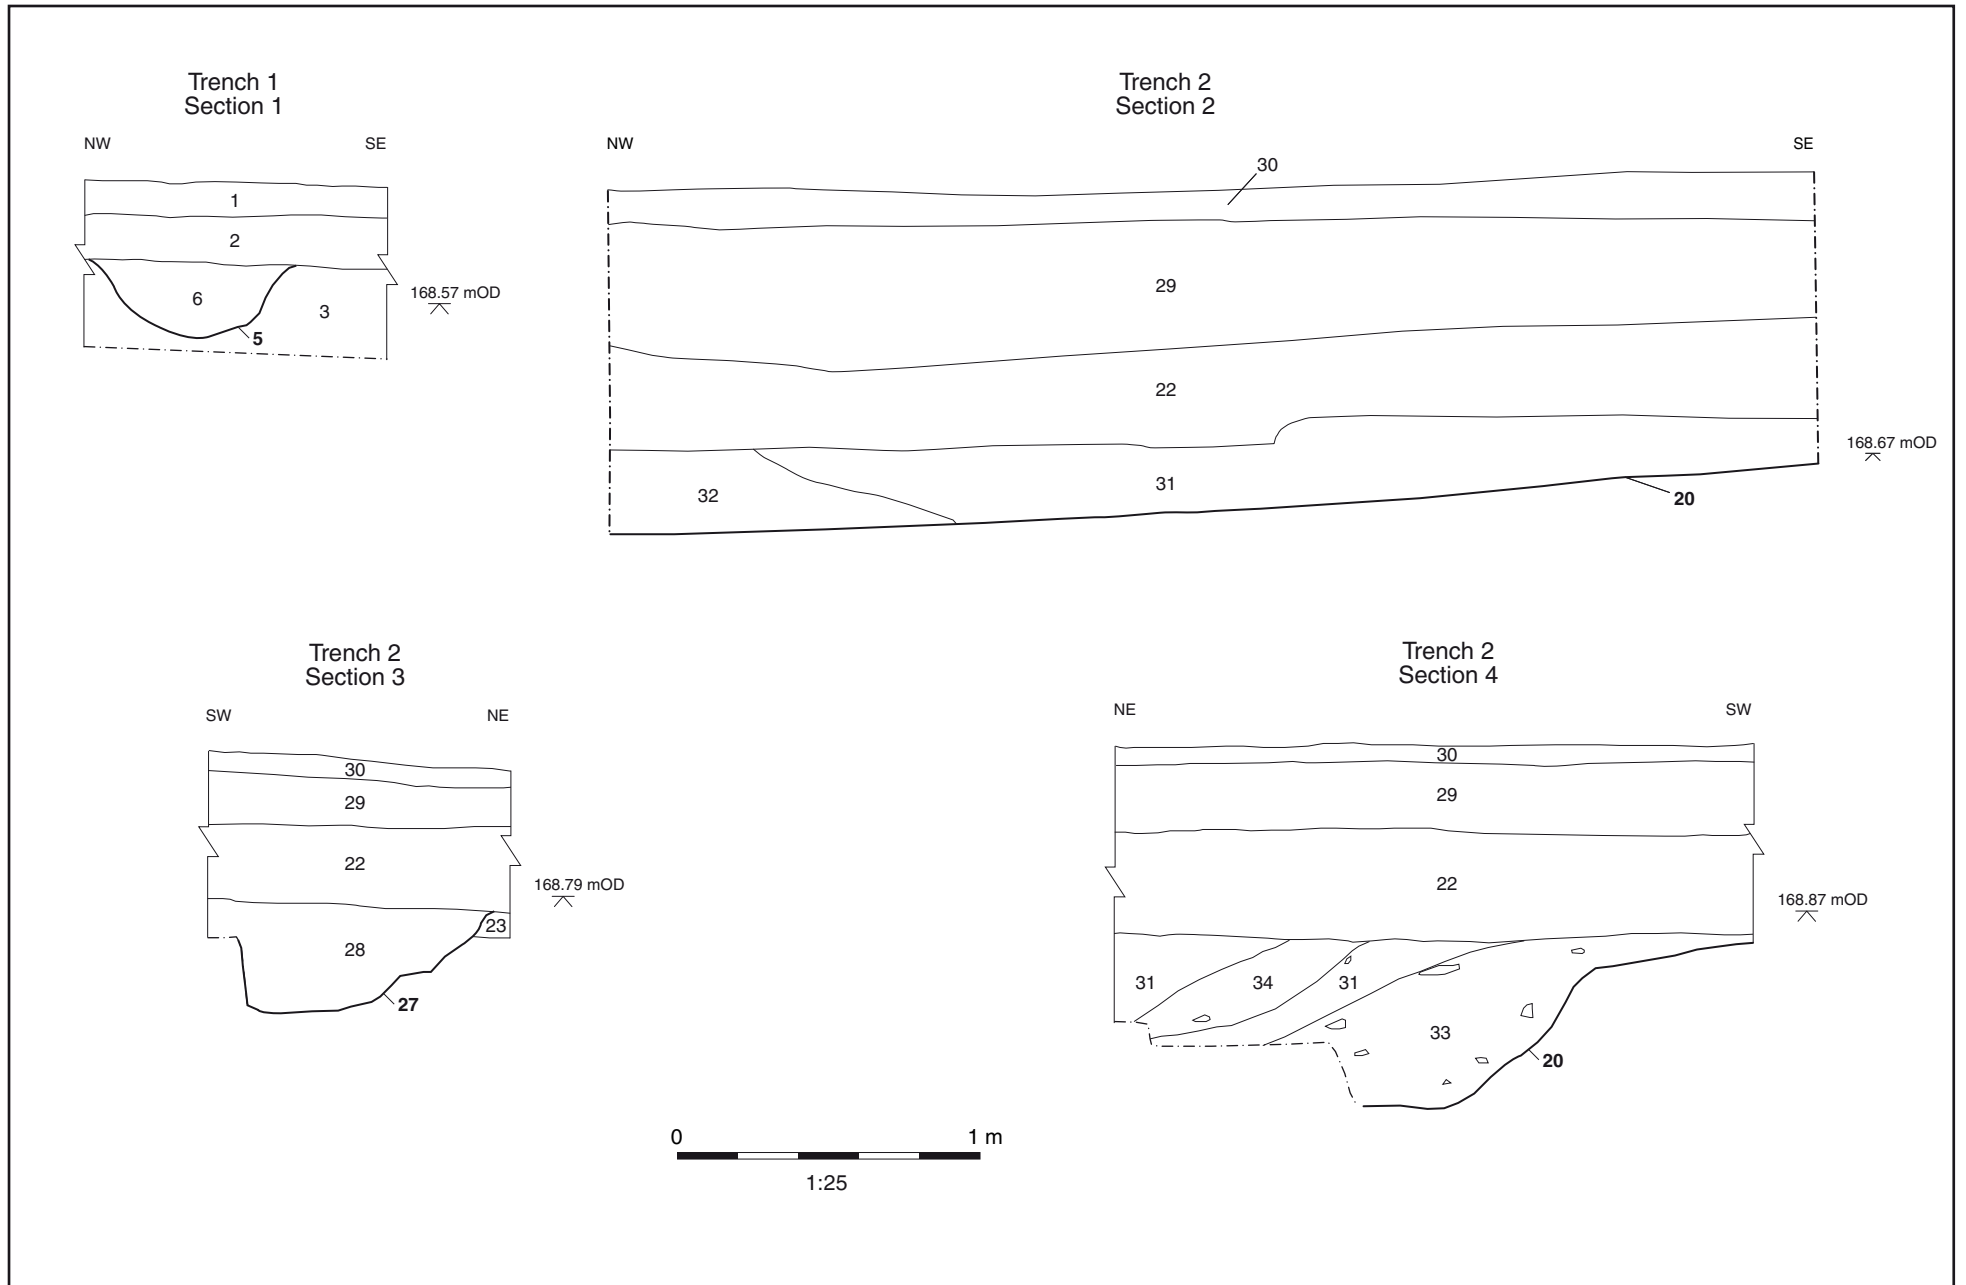 Trench 1
Section 1
NW SE
1
2
6
3
5
168.57 mOD
Trench 2
Section 2
NW SE
30
29
22
32
31
20
168.67 mOD
Trench 2
Section 3
SW NE
30
29
22
23
28
27
168.79 mOD
Trench 2
Section 4
NE SW
30
29
22
31 34 31
33
20
168.87 mOD
0 1 m
1:25